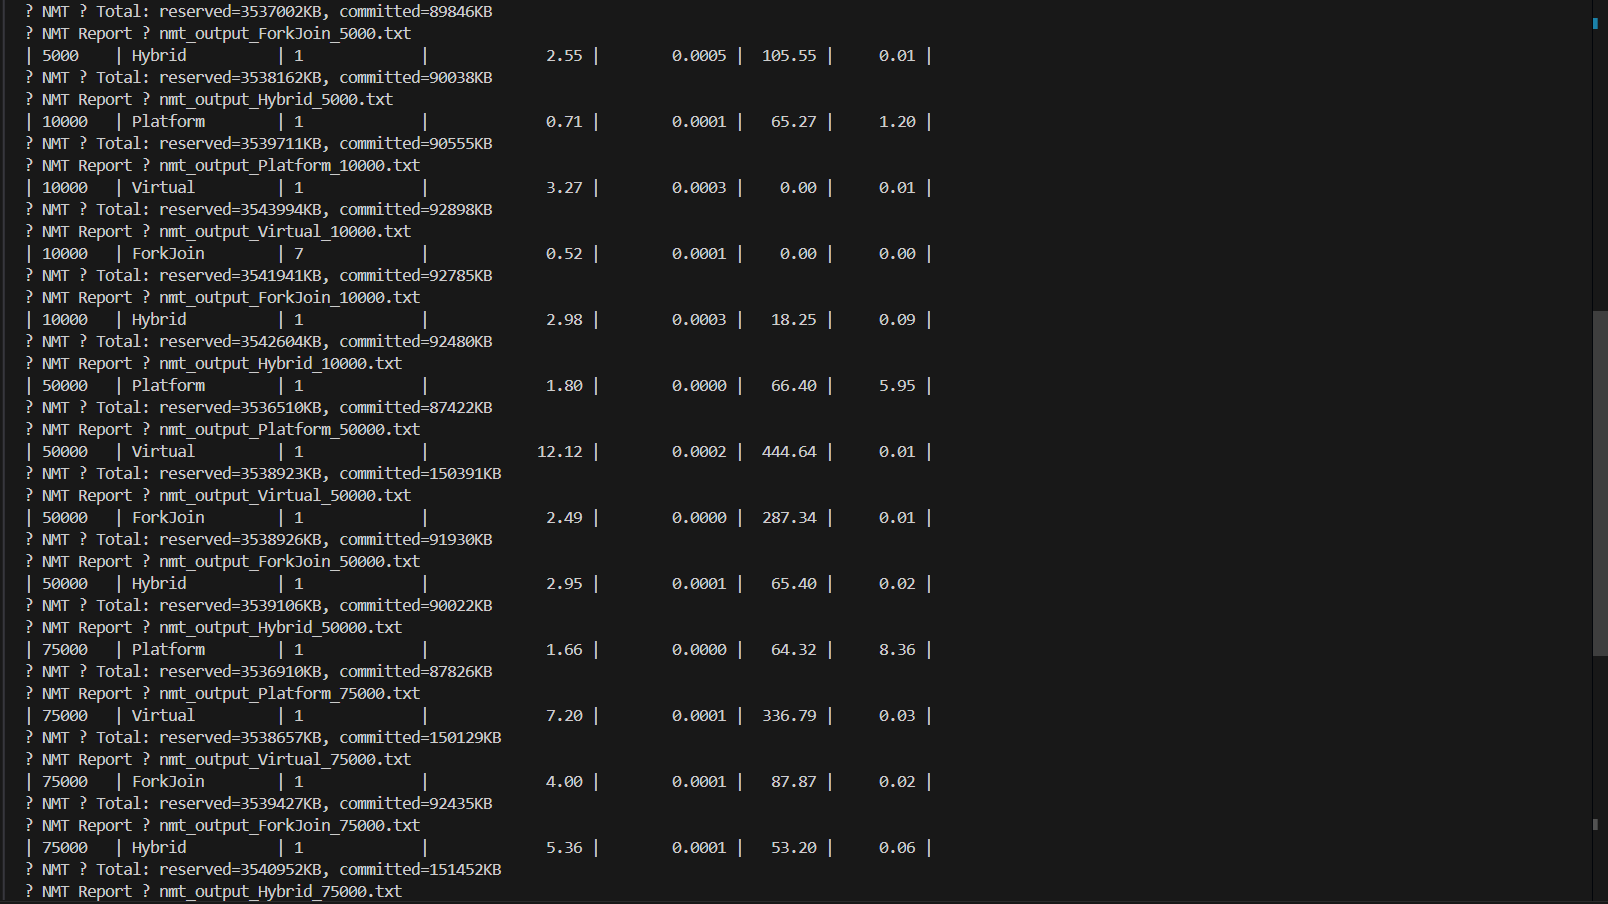 ? NMT ? Total: reserved=3537002KB, committed=89846KB
? NMT Report ? nmt_output_ForkJoin_5000.txt
| 5000   | Hybrid          | 1             |             2.55 |        0.0005 |  105.55 |     0.01 |
? NMT ? Total: reserved=3538162KB, committed=90038KB
? NMT Report ? nmt_output_Hybrid_5000.txt
| 10000  | Platform        | 1             |             0.71 |        0.0001 |   65.27 |     1.20 |
? NMT ? Total: reserved=3539711KB, committed=90555KB
? NMT Report ? nmt_output_Platform_10000.txt
| 10000  | Virtual         | 1             |             3.27 |        0.0003 |    0.00 |     0.01 |
? NMT ? Total: reserved=3543994KB, committed=92898KB
? NMT Report ? nmt_output_Virtual_10000.txt
| 10000  | ForkJoin        | 7             |             0.52 |        0.0001 |    0.00 |     0.00 |
? NMT ? Total: reserved=3541941KB, committed=92785KB
? NMT Report ? nmt_output_ForkJoin_10000.txt
| 10000  | Hybrid          | 1             |             2.98 |        0.0003 |   18.25 |     0.09 |
? NMT ? Total: reserved=3542604KB, committed=92480KB
? NMT Report ? nmt_output_Hybrid_10000.txt
| 50000  | Platform        | 1             |             1.80 |        0.0000 |   66.40 |     5.95 |
? NMT ? Total: reserved=3536510KB, committed=87422KB
? NMT Report ? nmt_output_Platform_50000.txt
| 50000  | Virtual         | 1             |            12.12 |        0.0002 |  444.64 |     0.01 |
? NMT ? Total: reserved=3538923KB, committed=150391KB
? NMT Report ? nmt_output_Virtual_50000.txt
| 50000  | ForkJoin        | 1             |             2.49 |        0.0000 |  287.34 |     0.01 |
? NMT ? Total: reserved=3538926KB, committed=91930KB
? NMT Report ? nmt_output_ForkJoin_50000.txt
| 50000  | Hybrid          | 1             |             2.95 |        0.0001 |   65.40 |     0.02 |
? NMT ? Total: reserved=3539106KB, committed=90022KB
? NMT Report ? nmt_output_Hybrid_50000.txt
| 75000  | Platform        | 1             |             1.66 |        0.0000 |   64.32 |     8.36 |
? NMT ? Total: reserved=3536910KB, committed=87826KB
? NMT Report ? nmt_output_Platform_75000.txt
| 75000  | Virtual         | 1             |             7.20 |        0.0001 |  336.79 |     0.03 |
? NMT ? Total: reserved=3538657KB, committed=150129KB
? NMT Report ? nmt_output_Virtual_75000.txt
| 75000  | ForkJoin        | 1             |             4.00 |        0.0001 |   87.87 |     0.02 |
? NMT ? Total: reserved=3539427KB, committed=92435KB
? NMT Report ? nmt_output_ForkJoin_75000.txt
| 75000  | Hybrid          | 1             |             5.36 |        0.0001 |   53.20 |     0.06 |
? NMT ? Total: reserved=3540952KB, committed=151452KB
? NMT Report ? nmt_output_Hybrid_75000.txt